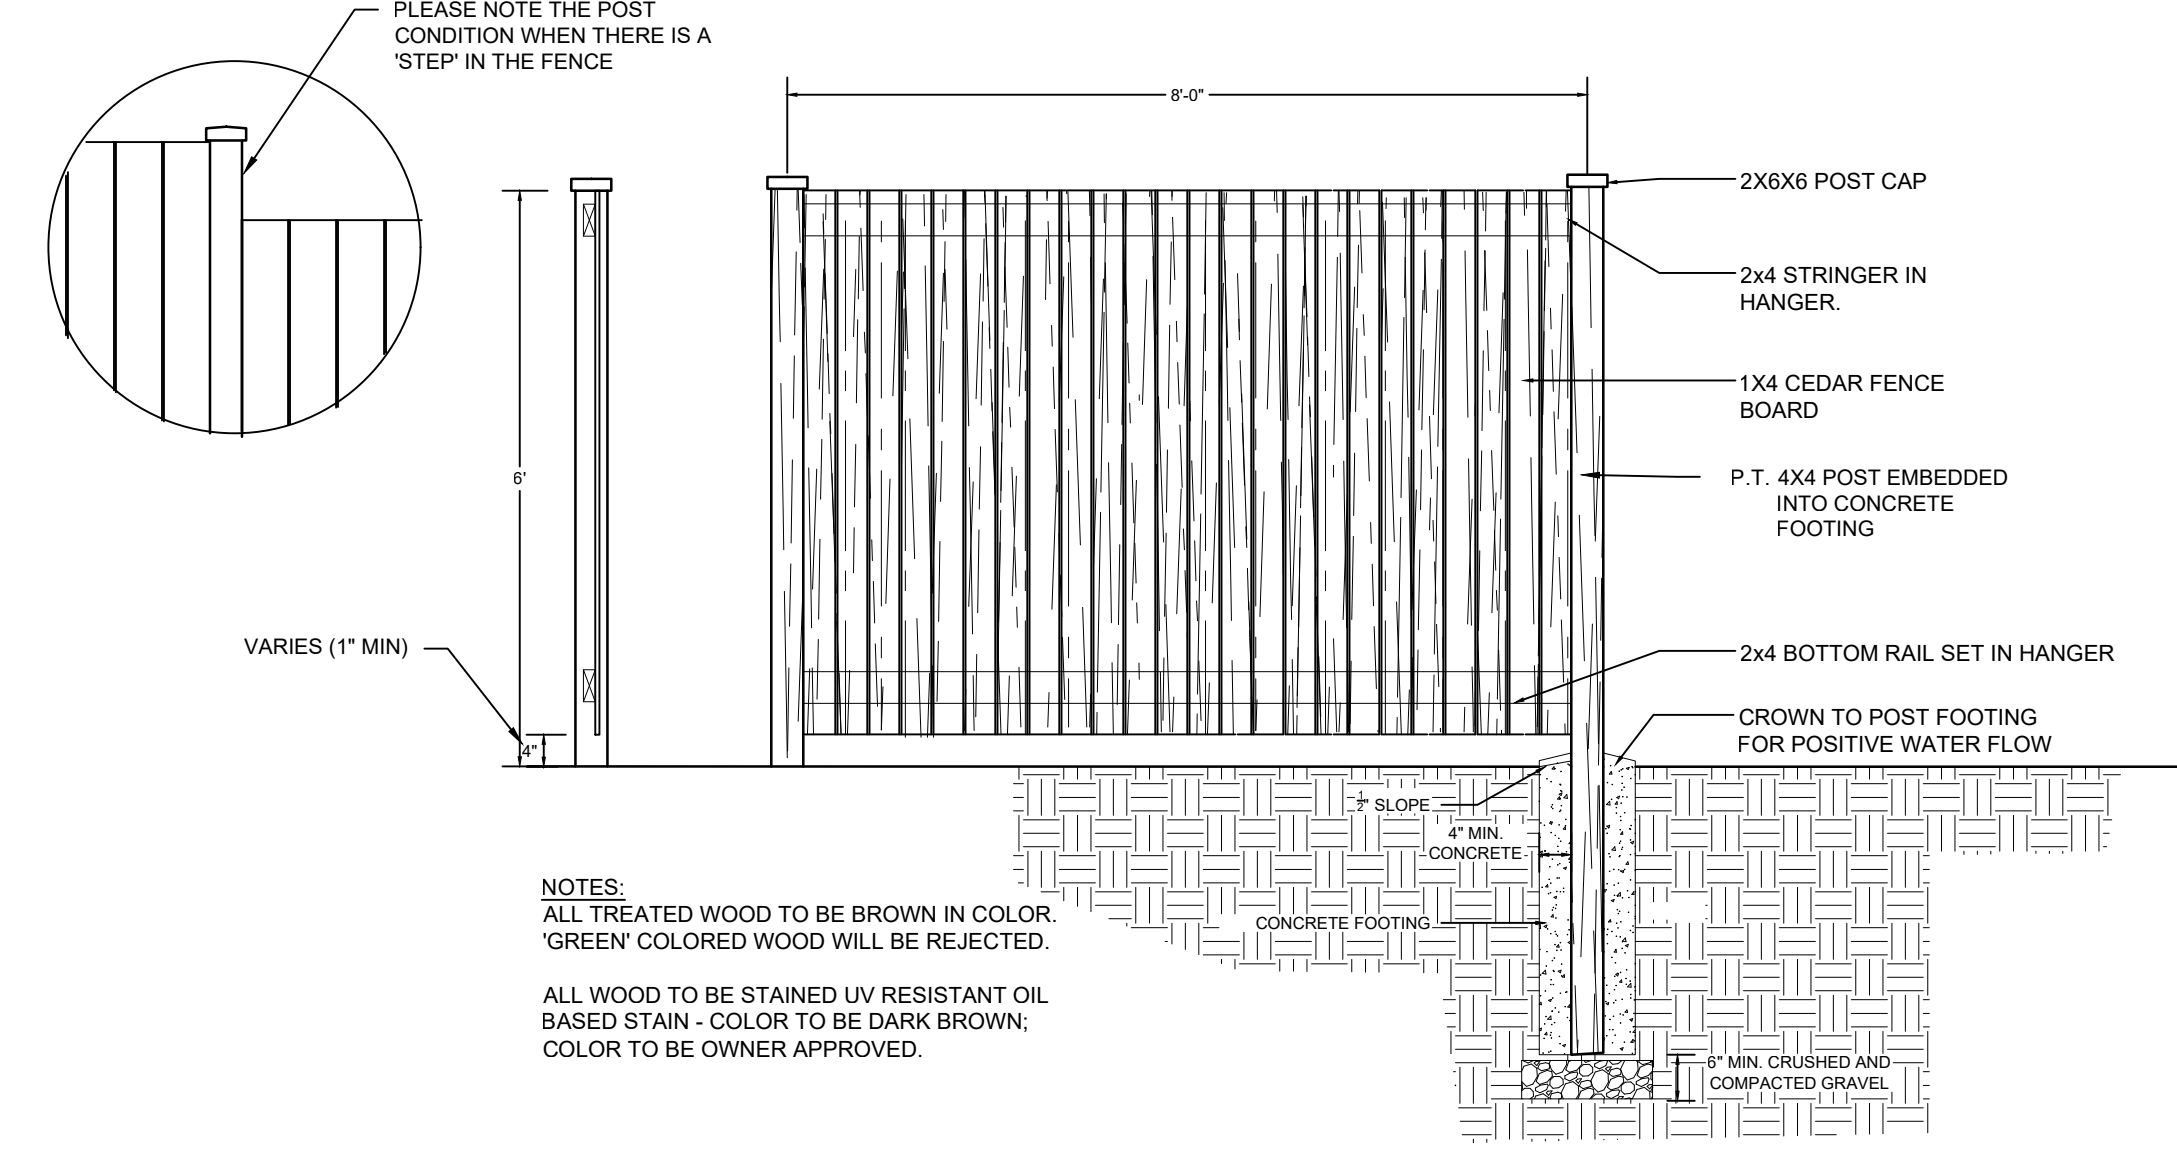 PLEASE NOTE THE POST
CONDITION WHEN THERE IS A
'STEP' IN THE FENCE
8'-0"
2X6X6 POST CAP
2x4 STRINGER IN
HANGER.
1X4 CEDAR FENCE
BOARD
6'
P.T. 4X4 POST EMBEDDED
INTO CONCRETE
FOOTING
VARIES (1" MIN)
2x4 BOTTOM RAIL SET IN HANGER
4"
CROWN TO POST FOOTING
FOR POSITIVE WATER FLOW
½" SLOPE
4" MIN.
CONCRETE
CONCRETE FOOTING
NOTES:
ALL TREATED WOOD TO BE BROWN IN COLOR.
'GREEN' COLORED WOOD WILL BE REJECTED.
ALL WOOD TO BE STAINED UV RESISTANT OIL
BASED STAIN - COLOR TO BE DARK BROWN;
COLOR TO BE OWNER APPROVED.
6" MIN. CRUSHED AND
COMPACTED GRAVEL